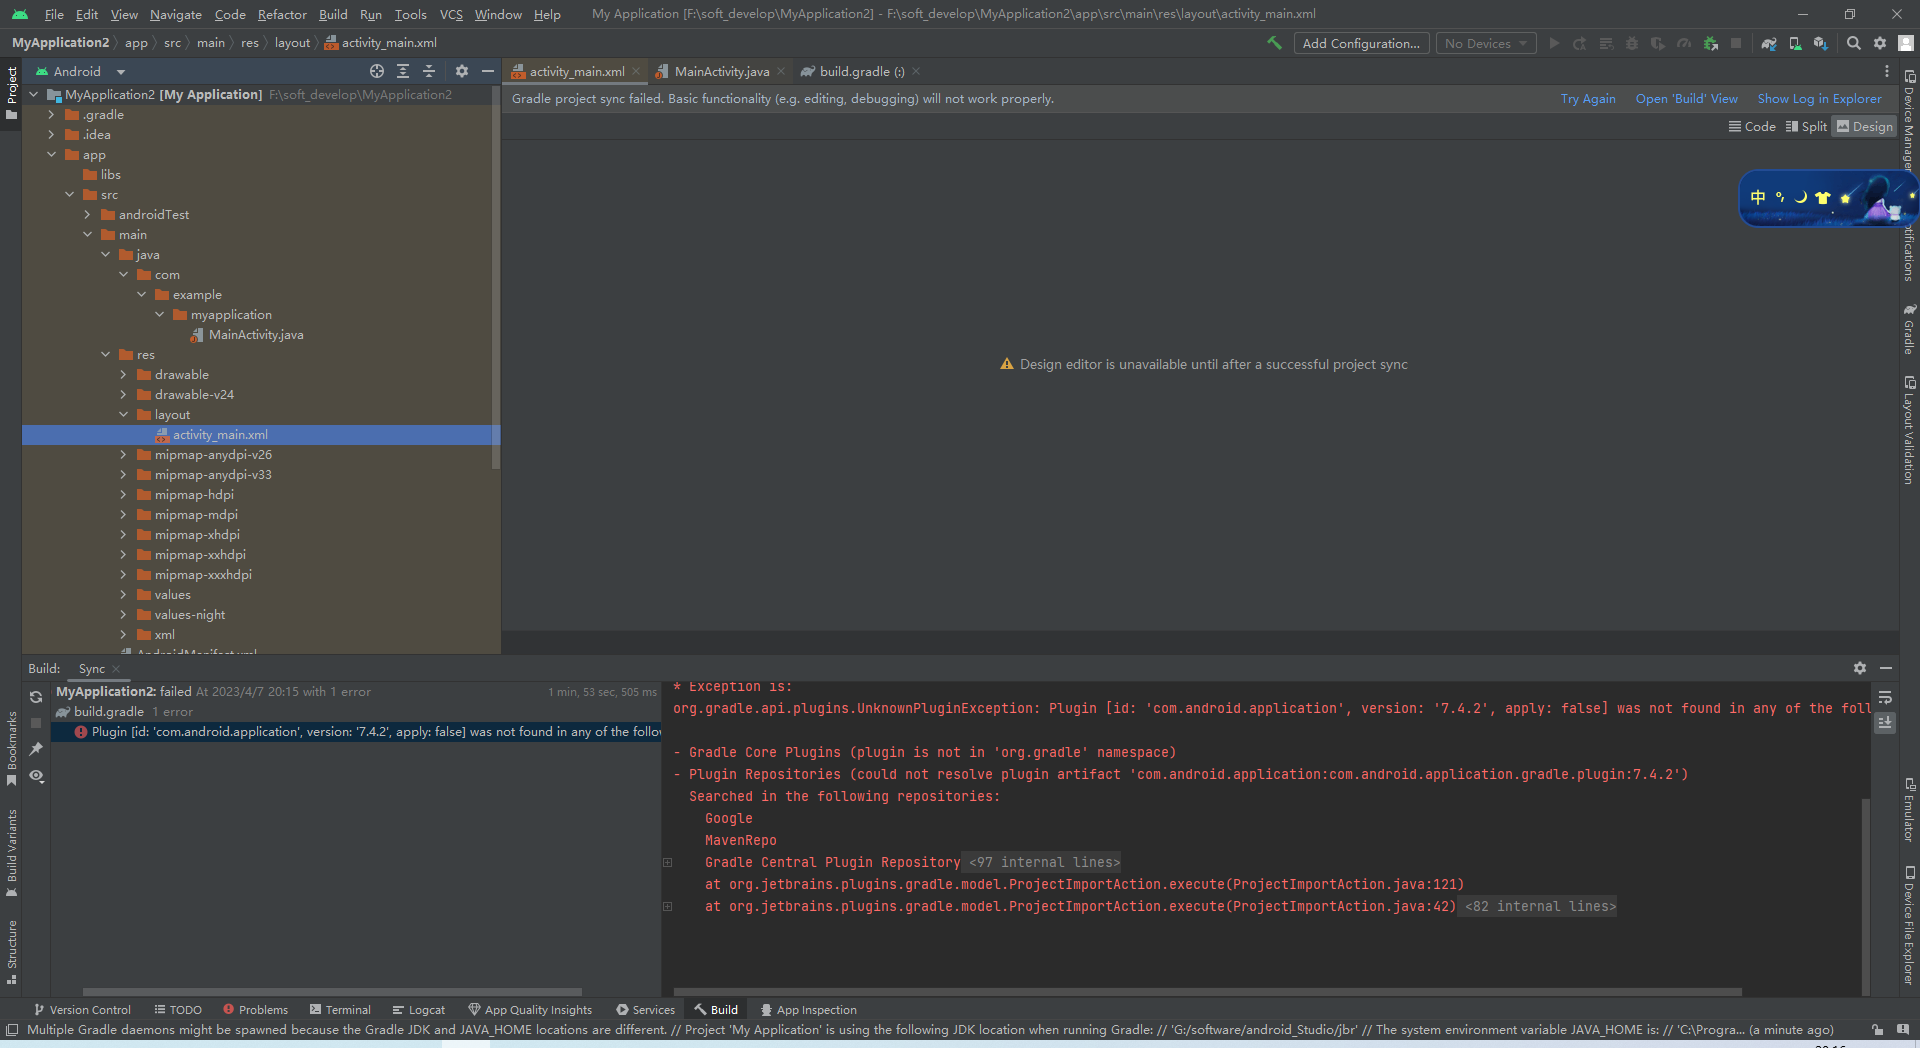 File Edit View Navigate Code Refactor Build Run Tools VCS Window Help My Application [F:\soft_develop\MyApplication2] - F:\soft_develop\MyApplication2\app\src\main\res\layout\activity_main.xml
MyApplication2 app src main res layout activity_main.xml Add Configuration... No Devices
Project
Android
activity_main.xml MainActivity.java build.gradle (:)
MyApplication2 [My Application] F:\soft_develop\MyApplication2
.gradle
.idea
app
libs
src
androidTest
main
java
com
example
myapplication
MainActivity.java
res
drawable
drawable-v24
layout
activity_main.xml
mipmap-anydpi-v26
mipmap-anydpi-v33
mipmap-hdpi
mipmap-mdpi
mipmap-xhdpi
mipmap-xxhdpi
mipmap-xxxhdpi
values
values-night
xml
AndroidManifest.xml
Gradle project sync failed. Basic functionality (e.g. editing, debugging) will not work properly. Try Again Open 'Build' View Show Log in Explorer
Code Split Design
Design editor is unavailable until after a successful project sync
中
Device Manager
Gradle
Layout Validation
Emulator
Device File Explorer
Bookmarks
Build Variants
Structure
Build: Sync
MyApplication2: failed At 2023/4/7 20:15 with 1 error 1 min, 53 sec, 505 ms
build.gradle 1 error
Plugin [id: 'com.android.application', version: '7.4.2', apply: false] was not found in any of the follo
* Exception is:
org.gradle.api.plugins.UnknownPluginException: Plugin [id: 'com.android.application', version: '7.4.2', apply: false] was not found in any of the foll
- Gradle Core Plugins (plugin is not in 'org.gradle' namespace)
- Plugin Repositories (could not resolve plugin artifact 'com.android.application:com.android.application.gradle.plugin:7.4.2')
Searched in the following repositories:
Google
MavenRepo
Gradle Central Plugin Repository <97 internal lines>
at org.jetbrains.plugins.gradle.model.ProjectImportAction.execute(ProjectImportAction.java:121)
at org.jetbrains.plugins.gradle.model.ProjectImportAction.execute(ProjectImportAction.java:42) <82 internal lines>
Version Control TODO Problems Terminal Logcat App Quality Insights Services Build App Inspection
Multiple Gradle daemons might be spawned because the Gradle JDK and JAVA_HOME locations are different. // Project 'My Application' is using the following JDK location when running Gradle: // 'G:/software/android_Studio/jbr' // The system environment variable JAVA_HOME is: // 'C:\Progra... (a minute ago)